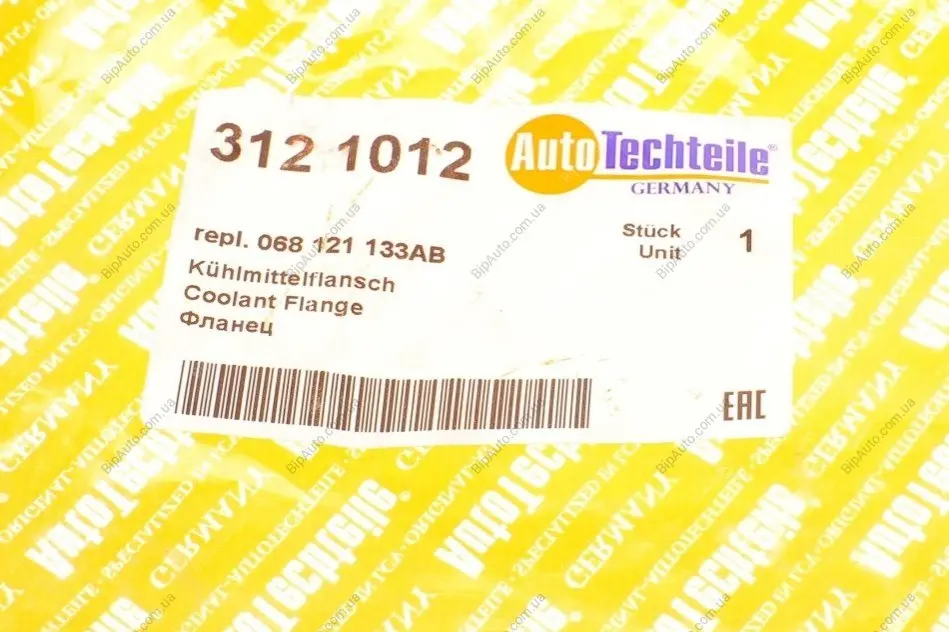 312 1012
AutoTechteile®
GERMANY
repl. 068 121 133AB
Stück
Unit
1
Kühlmittelflansch
Coolant Flange
Фланец
EAC